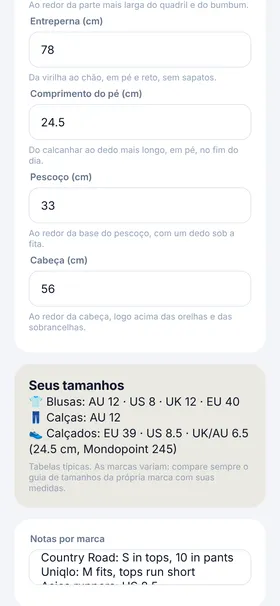 Ao redor da parte mais larga do quadril e do bumbum.
Entreperna (cm)
78
Da virilha ao chão, em pé e reto, sem sapatos.
Comprimento do pé (cm)
24.5
Do calcanhar ao dedo mais longo, em pé, no fim do
dia.
Pescoço (cm)
33
Ao redor da base do pescoço, com um dedo sob a
fita.
Cabeça (cm)
56
Ao redor da cabeça, logo acima das orelhas e das
sobrancelhas.
Seus tamanhos
👕 Blusas: AU 12 · US 8 · UK 12 · EU 40
👖 Calças: AU 12
👟 Calçados: EU 39 · US 8.5 · UK/AU 6.5
(24.5 cm, Mondopoint 245)
Tabelas típicas. As marcas variam: compare sempre o
guia de tamanhos da própria marca com suas
medidas.
Notas por marca
Country Road: S in tops, 10 in pants
Uniqlo: M fits, tops run short
Asics runners: US 8.5